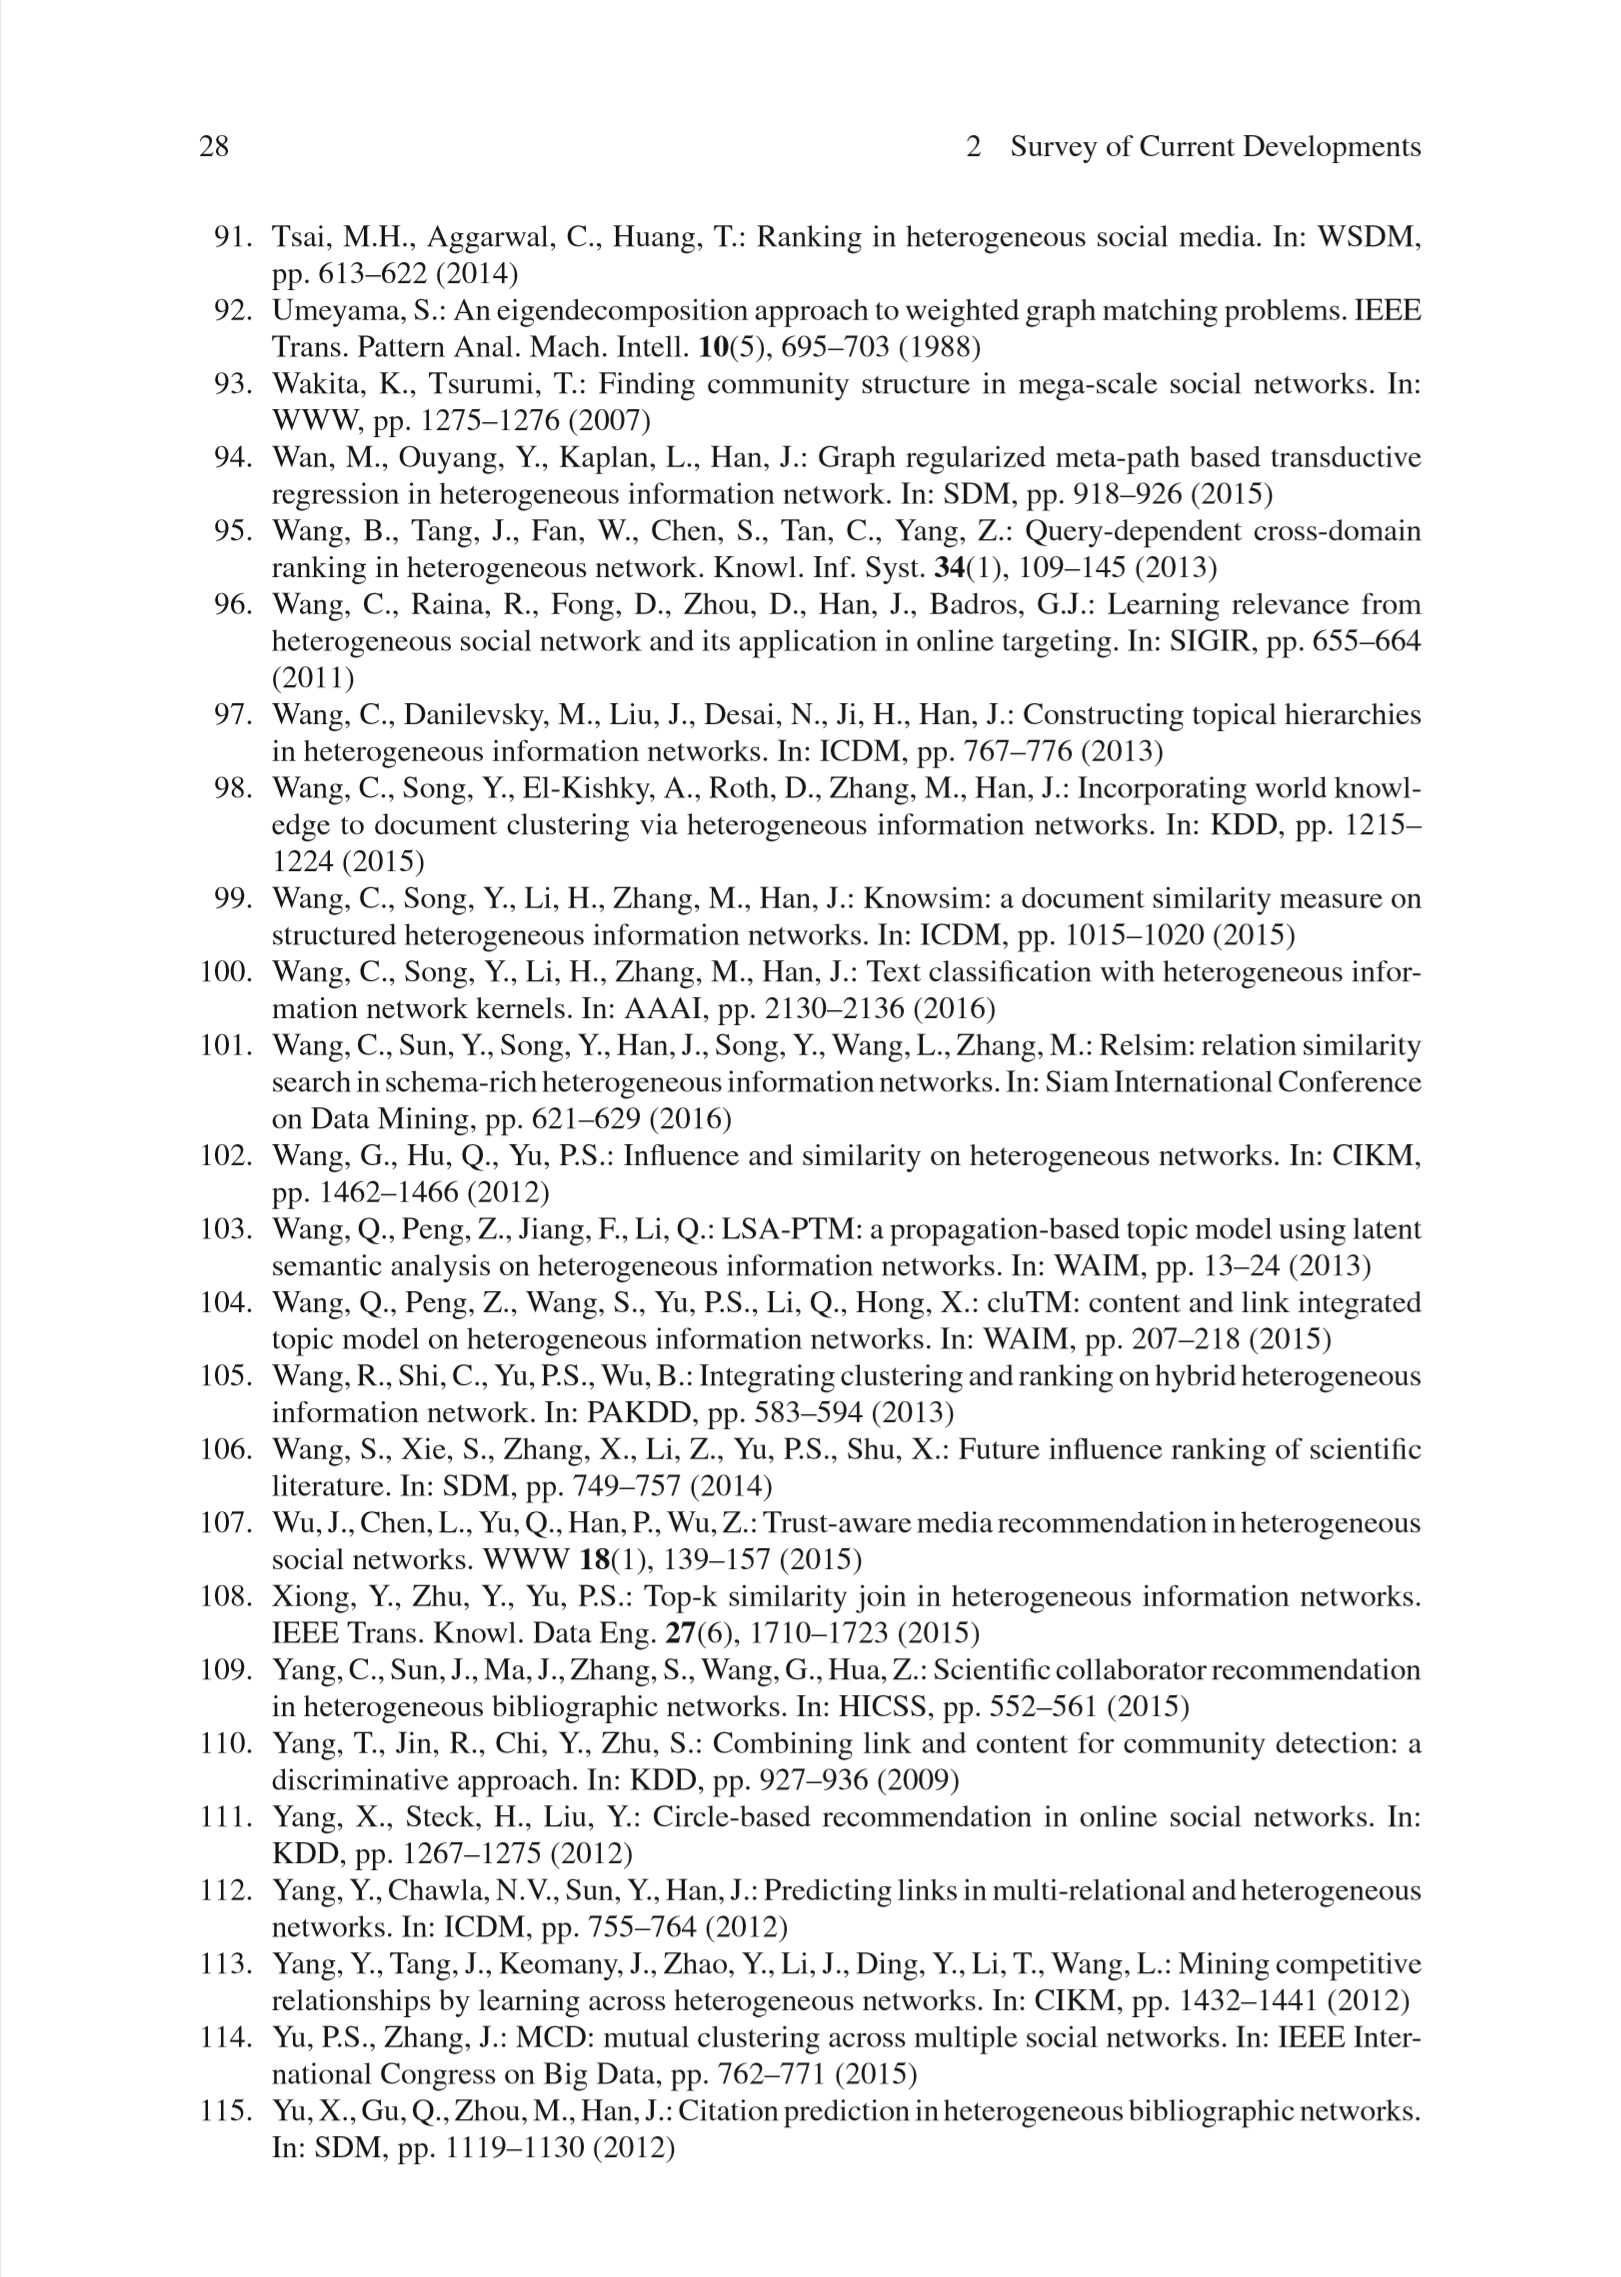 28
2 Survey of Current Developments
91. Tsai, M.H., Aggarwal, C., Huang, T.: Ranking in heterogeneous social media. In: WSDM,
pp. 613–622 (2014)
92. Umeyama, S.: An eigendecomposition approach to weighted graph matching problems. IEEE
Trans. Pattern Anal. Mach. Intell. 10(5), 695–703 (1988)
93. Wakita, K., Tsurumi, T.: Finding community structure in mega-scale social networks. In:
WWW, pp. 1275–1276 (2007)
94. Wan, M., Ouyang, Y., Kaplan, L., Han, J.: Graph regularized meta-path based transductive
regression in heterogeneous information network. In: SDM, pp. 918–926 (2015)
95. Wang, B., Tang, J., Fan, W., Chen, S., Tan, C., Yang, Z.: Query-dependent cross-domain
ranking in heterogeneous network. Knowl. Inf. Syst. 34(1), 109–145 (2013)
96. Wang, C., Raina, R., Fong, D., Zhou, D., Han, J., Badros, G.J.: Learning relevance from
heterogeneous social network and its application in online targeting. In: SIGIR, pp. 655–664
(2011)
97. Wang, C., Danilevsky, M., Liu, J., Desai, N., Ji, H., Han, J.: Constructing topical hierarchies
in heterogeneous information networks. In: ICDM, pp. 767–776 (2013)
98. Wang, C., Song, Y., El-Kishky, A., Roth, D., Zhang, M., Han, J.: Incorporating world knowl-
edge to document clustering via heterogeneous information networks. In: KDD, pp. 1215–
1224 (2015)
99. Wang, C., Song, Y., Li, H., Zhang, M., Han, J.: Knowsim: a document similarity measure on
structured heterogeneous information networks. In: ICDM, pp. 1015–1020 (2015)
100. Wang, C., Song, Y., Li, H., Zhang, M., Han, J.: Text classification with heterogeneous infor-
mation network kernels. In: AAAI, pp. 2130–2136 (2016)
101. Wang, C., Sun, Y., Song, Y., Han, J., Song, Y., Wang, L., Zhang, M.: Relsim: relation similarity
search in schema-rich heterogeneous information networks. In: Siam International Conference
on Data Mining, pp. 621–629 (2016)
102. Wang, G., Hu, Q., Yu, P.S.: Influence and similarity on heterogeneous networks. In: CIKM,
pp. 1462–1466 (2012)
103. Wang, Q., Peng, Z., Jiang, F., Li, Q.: LSA-PTM: a propagation-based topic model using latent
semantic analysis on heterogeneous information networks. In: WAIM, pp. 13–24 (2013)
104. Wang, Q., Peng, Z., Wang, S., Yu, P.S., Li, Q., Hong, X.: cluTM: content and link integrated
topic model on heterogeneous information networks. In: WAIM, pp. 207–218 (2015)
105. Wang, R., Shi, C., Yu, P.S., Wu, B.: Integrating clustering and ranking on hybrid heterogeneous
information network. In: PAKDD, pp. 583–594 (2013)
106. Wang, S., Xie, S., Zhang, X., Li, Z., Yu, P.S., Shu, X.: Future influence ranking of scientific
literature. In: SDM, pp. 749–757 (2014)
107. Wu, J., Chen, L., Yu, Q., Han, P., Wu, Z.: Trust-aware media recommendation in heterogeneous
social networks. WWW 18(1), 139–157 (2015)
108. Xiong, Y., Zhu, Y., Yu, P.S.: Top-k similarity join in heterogeneous information networks.
IEEE Trans. Knowl. Data Eng. 27(6), 1710–1723 (2015)
109. Yang, C., Sun, J., Ma, J., Zhang, S., Wang, G., Hua, Z.: Scientific collaborator recommendation
in heterogeneous bibliographic networks. In: HICSS, pp. 552–561 (2015)
110. Yang, T., Jin, R., Chi, Y., Zhu, S.: Combining link and content for community detection: a
discriminative approach. In: KDD, pp. 927–936 (2009)
111. Yang, X., Steck, H., Liu, Y.: Circle-based recommendation in online social networks. In:
KDD, pp. 1267–1275 (2012)
112. Yang, Y., Chawla, N.V., Sun, Y., Han, J.: Predicting links in multi-relational and heterogeneous
networks. In: ICDM, pp. 755–764 (2012)
113. Yang, Y., Tang, J., Keomany, J., Zhao, Y., Li, J., Ding, Y., Li, T., Wang, L.: Mining competitive
relationships by learning across heterogeneous networks. In: CIKM, pp. 1432–1441 (2012)
114. Yu, P.S., Zhang, J.: MCD: mutual clustering across multiple social networks. In: IEEE Inter-
national Congress on Big Data, pp. 762–771 (2015)
115. Yu, X., Gu, Q., Zhou, M., Han, J.: Citation prediction in heterogeneous bibliographic networks.
In: SDM, pp. 1119–1130 (2012)